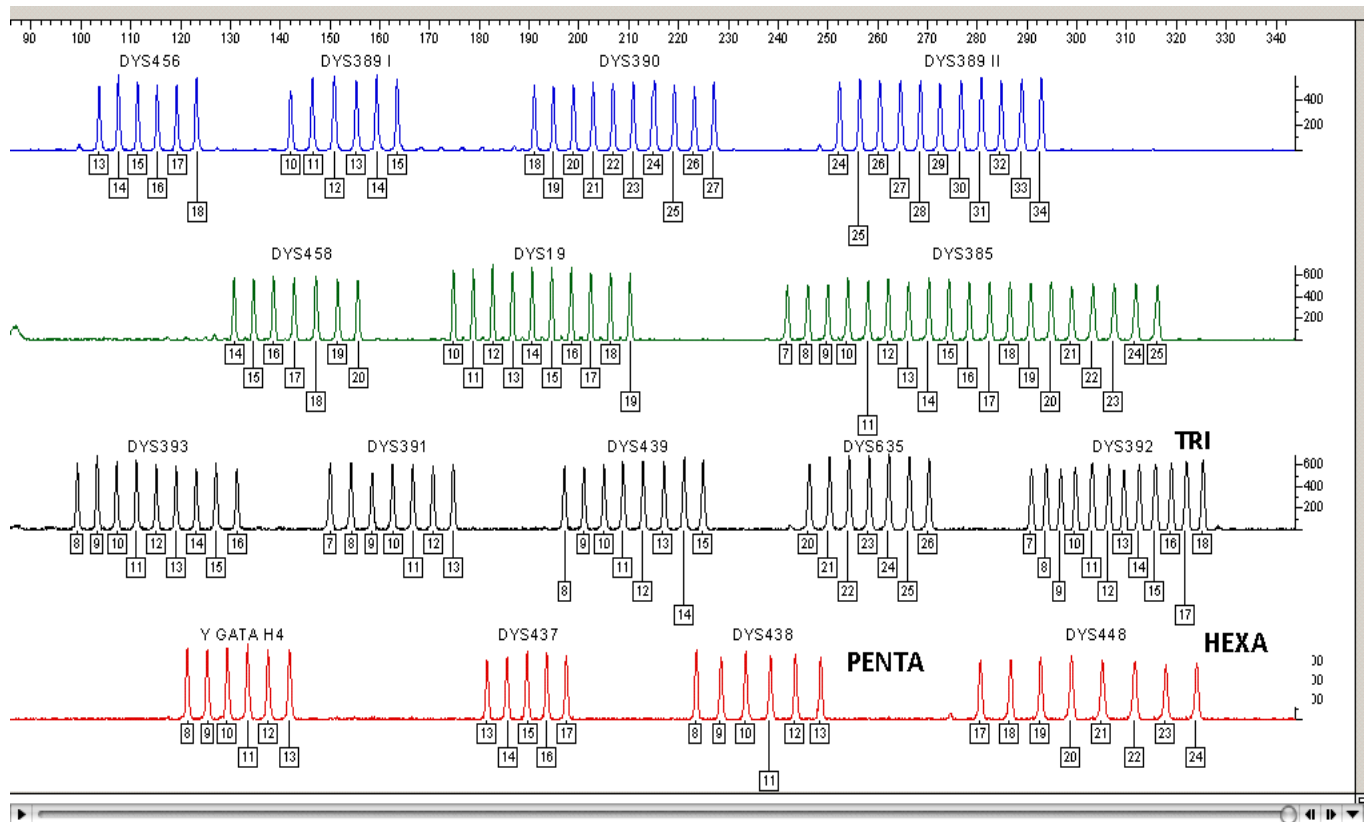 90 100 110 120 130 140 150 160 170 180 190 200 210 220 230 240 250 260 270 280 290 300 310 320 330 340
DYS456 DYS389 I DYS390 DYS389 II
400
200
13 15 16 17 10 11 13 15 18 20 22 24 26 24 26 27 29 32
14 16 12 14 19 21 23 27 27 30 33
18 25 28 31 34
25
DYS458 DYS19 DYS385
600
400
200
14 16 19 10 12 14 16 18 7 8 9 10 12 15 18 21 24 25
15 17 20 11 13 15 17 13 16 19 22
18 19 14 17 20 23
11
DYS393 DYS391 DYS439 DYS635 DYS392 TRI
600
400
200
8 9 10 12 14 16 7 8 9 10 12 9 10 13 15 20 23 26 7 10 13 16 18
11 13 15 11 13 11 21 24 8 11 14
8 12 22 25 9 12 15
14 17
Y GATA H4 DYS437 DYS438 DYS448
PENTA HEXA
8 9 10 12 13 15 17 8 9 10 12 13 17 18 19 21 23
11 13 14 16 20 22 24
11